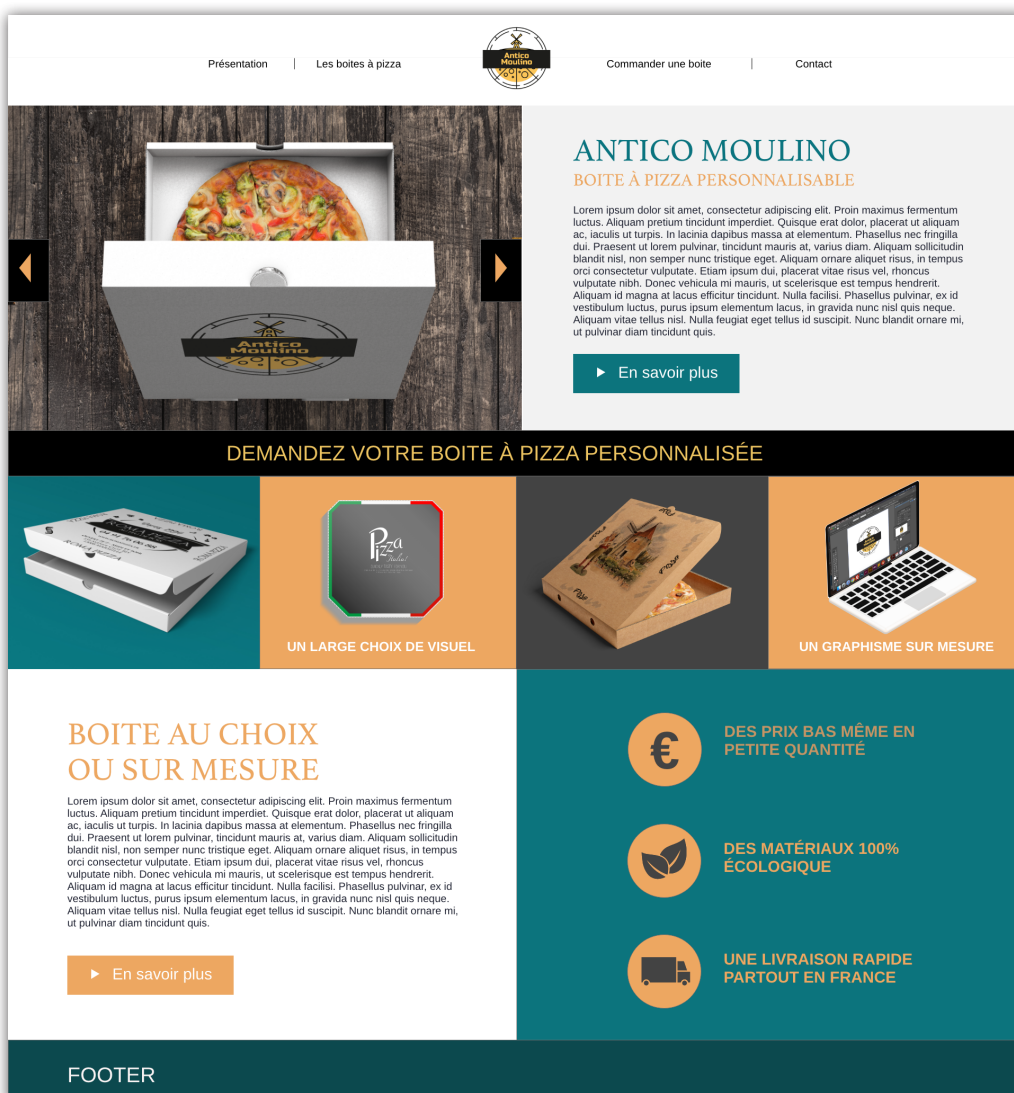 Présentation
Les boites à pizza
Antico
Moulino
Commander une boite
Contact
Antico
Moulino
ANTICO MOULINO
BOITE À PIZZA PERSONNALISABLE
Lorem ipsum dolor sit amet, consectetur adipiscing elit. Proin maximus fermentum
luctus. Aliquam pretium tincidunt imperdiet. Quisque erat dolor, placerat ut aliquam
ac, iaculis ut turpis. In lacinia dapibus massa at elementum. Phasellus nec fringilla
dui. Praesent ut lorem pulvinar, tincidunt mauris at, varius diam. Aliquam sollicitudin
blandit nisl, non semper nunc tristique eget. Aliquam ornare aliquet risus, in tempus
orci consectetur vulputate. Etiam ipsum dui, placerat vitae risus vel, rhoncus
vulputate nibh. Donec vehicula mi mauris, ut scelerisque est tempus hendrerit.
Aliquam id magna at lacus efficitur tincidunt. Nulla facilisi. Phasellus pulvinar, ex id
vestibulum luctus, purus ipsum elementum lacus, in gravida nunc nisl quis neque.
Aliquam vitae tellus nisl. Nulla feugiat eget tellus id suscipit. Nunc blandit ornare mi,
ut pulvinar diam tincidunt quis.
En savoir plus
DEMANDEZ VOTRE BOITE À PIZZA PERSONNALISÉE
ROMA PIZZA
Pizza
Italia!
UN LARGE CHOIX DE VISUEL
Antico
Moulino
UN GRAPHISME SUR MESURE
BOITE AU CHOIX
OU SUR MESURE
Lorem ipsum dolor sit amet, consectetur adipiscing elit. Proin maximus fermentum
luctus. Aliquam pretium tincidunt imperdiet. Quisque erat dolor, placerat ut aliquam
ac, iaculis ut turpis. In lacinia dapibus massa at elementum. Phasellus nec fringilla
dui. Praesent ut lorem pulvinar, tincidunt mauris at, varius diam. Aliquam sollicitudin
blandit nisl, non semper nunc tristique eget. Aliquam ornare aliquet risus, in tempus
orci consectetur vulputate. Etiam ipsum dui, placerat vitae risus vel, rhoncus
vulputate nibh. Donec vehicula mi mauris, ut scelerisque est tempus hendrerit.
Aliquam id magna at lacus efficitur tincidunt. Nulla facilisi. Phasellus pulvinar, ex id
vestibulum luctus, purus ipsum elementum lacus, in gravida nunc nisl quis neque.
Aliquam vitae tellus nisl. Nulla feugiat eget tellus id suscipit. Nunc blandit ornare mi,
ut pulvinar diam tincidunt quis.
En savoir plus
€
DES PRIX BAS MÊME EN
PETITE QUANTITÉ
DES MATÉRIAUX 100%
ÉCOLOGIQUE
UNE LIVRAISON RAPIDE
PARTOUT EN FRANCE
FOOTER